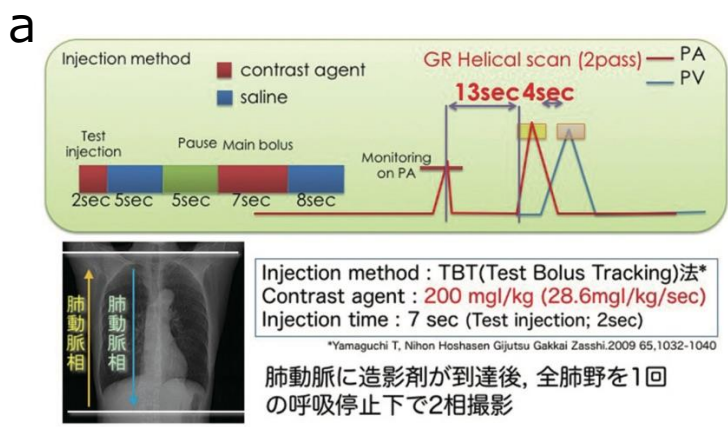 a
Injection method
contrast agent
saline
GR Helical scan (2pass)
PA
PV
13sec 4sec
Test
injection
Pause Main bolus
Monitoring
on PA
2sec 5sec 5sec 7sec 8sec
肺動脈相
肺動脈相
Injection method : TBT(Test Bolus Tracking)法*
Contrast agent : 200 mgI/kg (28.6mgI/kg/sec)
Injection time : 7 sec (Test injection; 2sec)
*Yamaguchi T, Nihon Hoshasen Gijutsu Gakkai Zasshi.2009 65,1032-1040
肺動脈に造影剤が到達後, 全肺野を1回
の呼吸停止下で2相撮影